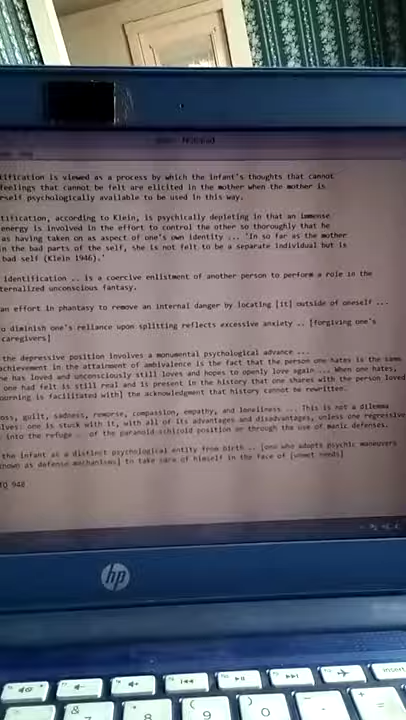 Notepad
tification is viewed as a process by which the infant's thoughts that cannot
feelings that cannot be felt are elicited in the mother when the mother is
rself psychologically available to be used in this way.
tification, according to Klein, is psychically depleting in that an immense
energy is involved in the effort to control the other so thoroughly that he
as having taken on as aspect of one's own identity ... 'In so far as the mother
in the bad parts of the self, she is not felt to be a separate individual but is
bad self (Klein 1946).'
identification .. is a coercive enlistment of another person to perform a role in the
ternalized unconscious fantasy.
an effort in phantasy to remove an internal danger by locating [it] outside of oneself ...
o diminish one's reliance upon splitting reflects excessive anxiety .. [forgiving one's
caregivers]
the depressive position involves a monumental psychological advance ...
achievement in the attainment of ambivalence is the fact that the person one hates is the same
he has loved and unconsciously still loves and hopes to openly love again ... When one hates,
one had felt is still real and is present in the history that one shares with the person loved
mourning is facilitated with] the acknowledgment that history cannot be rewritten.
oss, guilt, sadness, remorse, compassion, empathy, and loneliness ... This is not a dilemma
lves: one is stuck with it, with all of its advantages and disadvantages, unless one regressive
into the refuge .. of the paranoid-schizoid position or through the use of manic defenses.
the infant as a distinct psychological entity from birth .. [one who adopts psychic maneuvers
known as defense mechanisms] to take care of himself in the face of [unmet needs]
TO 948
hp
insert
&
7
*
8
(
9
)
0
-
+
=